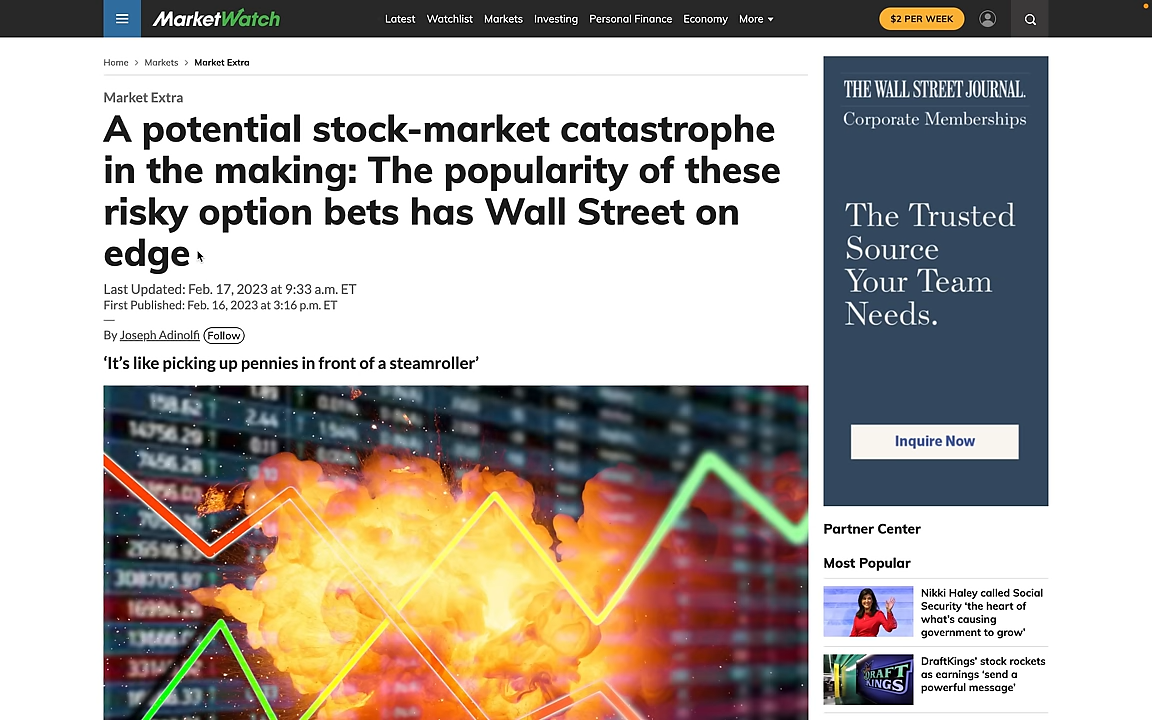 MarketWatch
Latest Watchlist Markets Investing Personal Finance Economy More
$2 PER WEEK
Home > Markets > Market Extra
Market Extra
A potential stock-market catastrophe
in the making: The popularity of these
risky option bets has Wall Street on
edge
Last Updated: Feb. 17, 2023 at 9:33 a.m. ET
First Published: Feb. 16, 2023 at 3:16 p.m. ET
—
By Joseph Adinolfi Follow
‘It’s like picking up pennies in front of a steamroller’
THE WALL STREET JOURNAL.
Corporate Memberships
The Trusted
Source
Your Team
Needs.
Inquire Now
Partner Center
Most Popular
Nikki Haley called Social
Security ‘the heart of
what’s causing
government to grow’
DRAFT
KINGS
DraftKings’ stock rockets
as earnings ‘send a
powerful message’